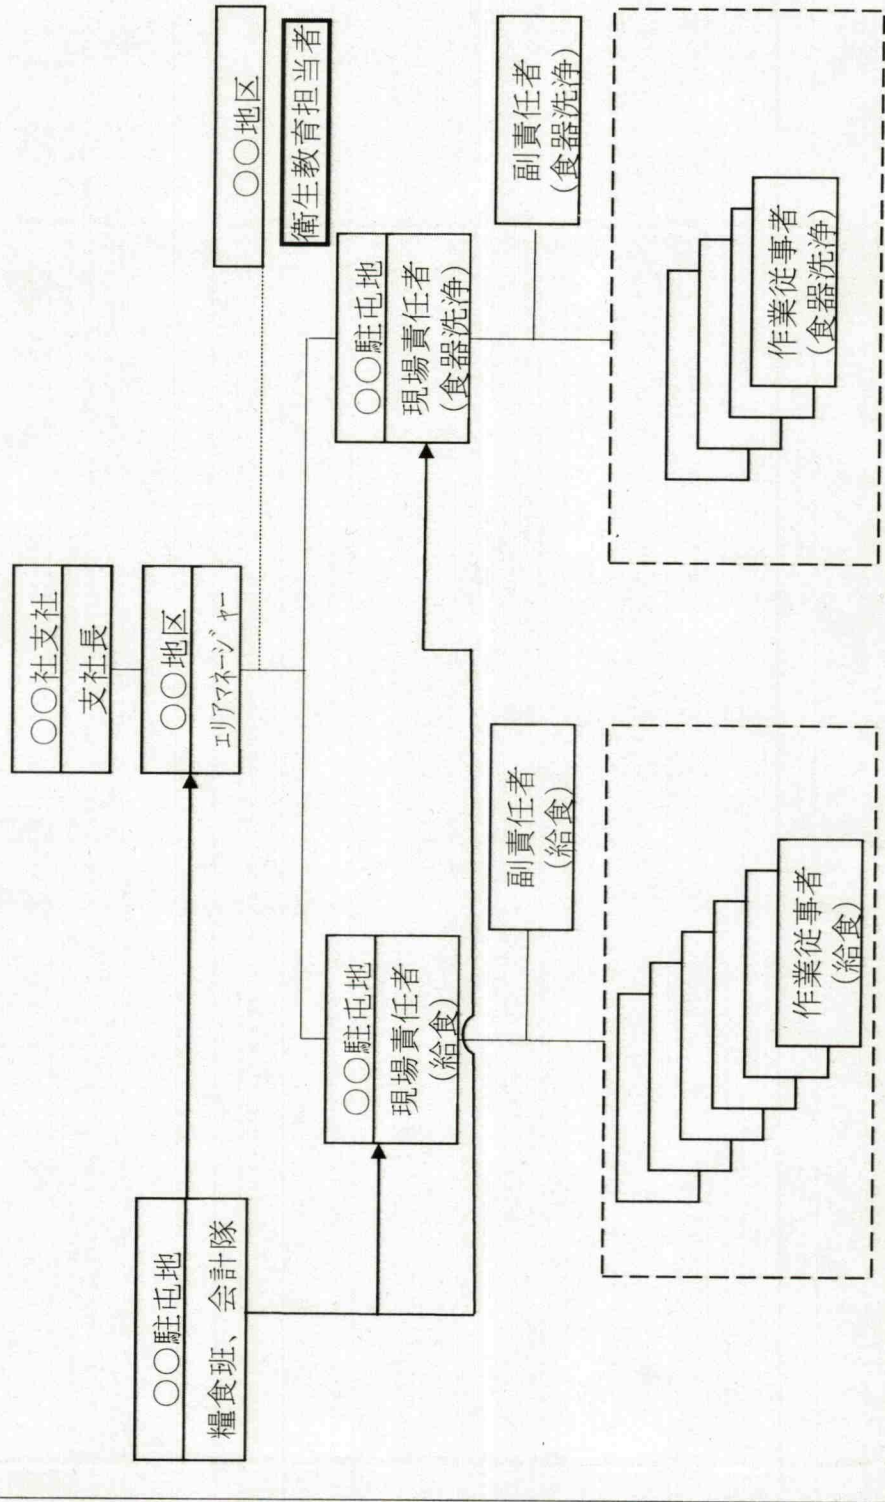 ○○社支社
支社長
○○駐屯地
糧食班、会計隊
○○地区
エリアマネージャー
○○地区
衛生教育担当者
○○駐屯地
現場責任者
(給食)
○○駐屯地
現場責任者
(食器洗浄)
副責任者
(給食)
副責任者
(食器洗浄)
作業従事者
(給食)
作業従事者
(食器洗浄)